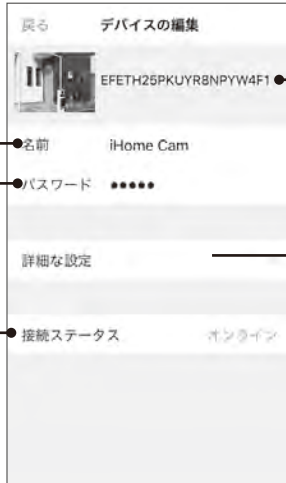 戻る デバイスの編集
EFETH25PKUYR8NPYW4F1
名前 iHome Cam
パスワード •••••
詳細な設定
接続ステータス オンライン